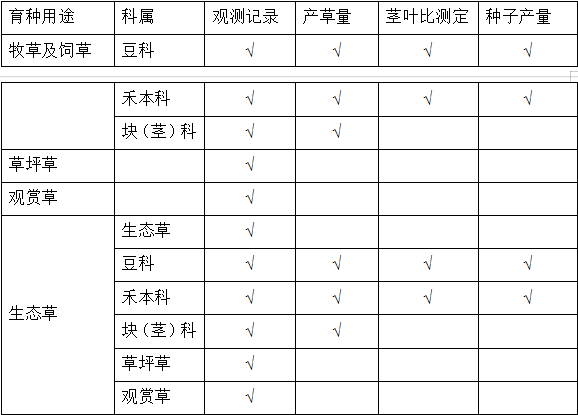 育种用途 科属 观测记录 产草量 茎叶比测定 种子产量
牧草及饲草 豆科 √ √ √ √
禾本科 √ √ √ √
块（茎）科 √ √
草坪草 √
观赏草 √
生态草 √
豆科 √ √ √ √
禾本科 √ √ √ √
生态草
块（茎）科 √ √
草坪草 √
观赏草 √